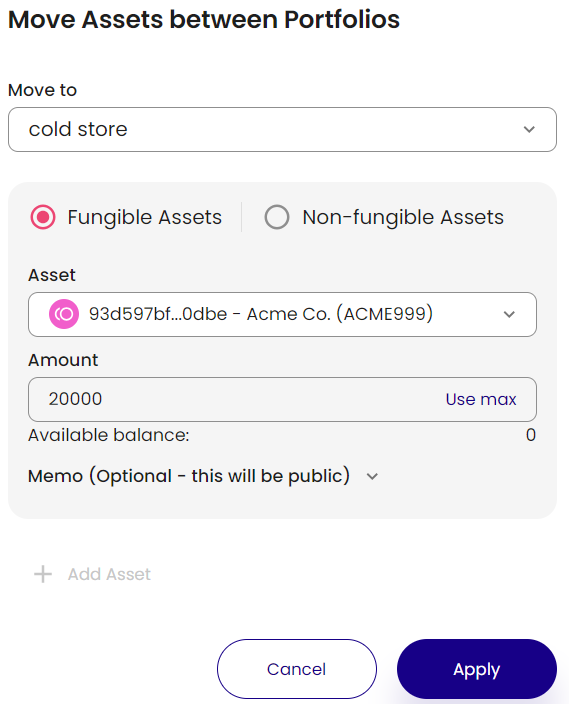 Move Assets between Portfolios
Move to
cold store
Fungible Assets
Non-fungible Assets
Asset
93d597bf...0dbe - Acme Co. (ACME999)
Amount
20000
Use max
Available balance:
0
Memo (Optional - this will be public)
Add Asset
Cancel
Apply